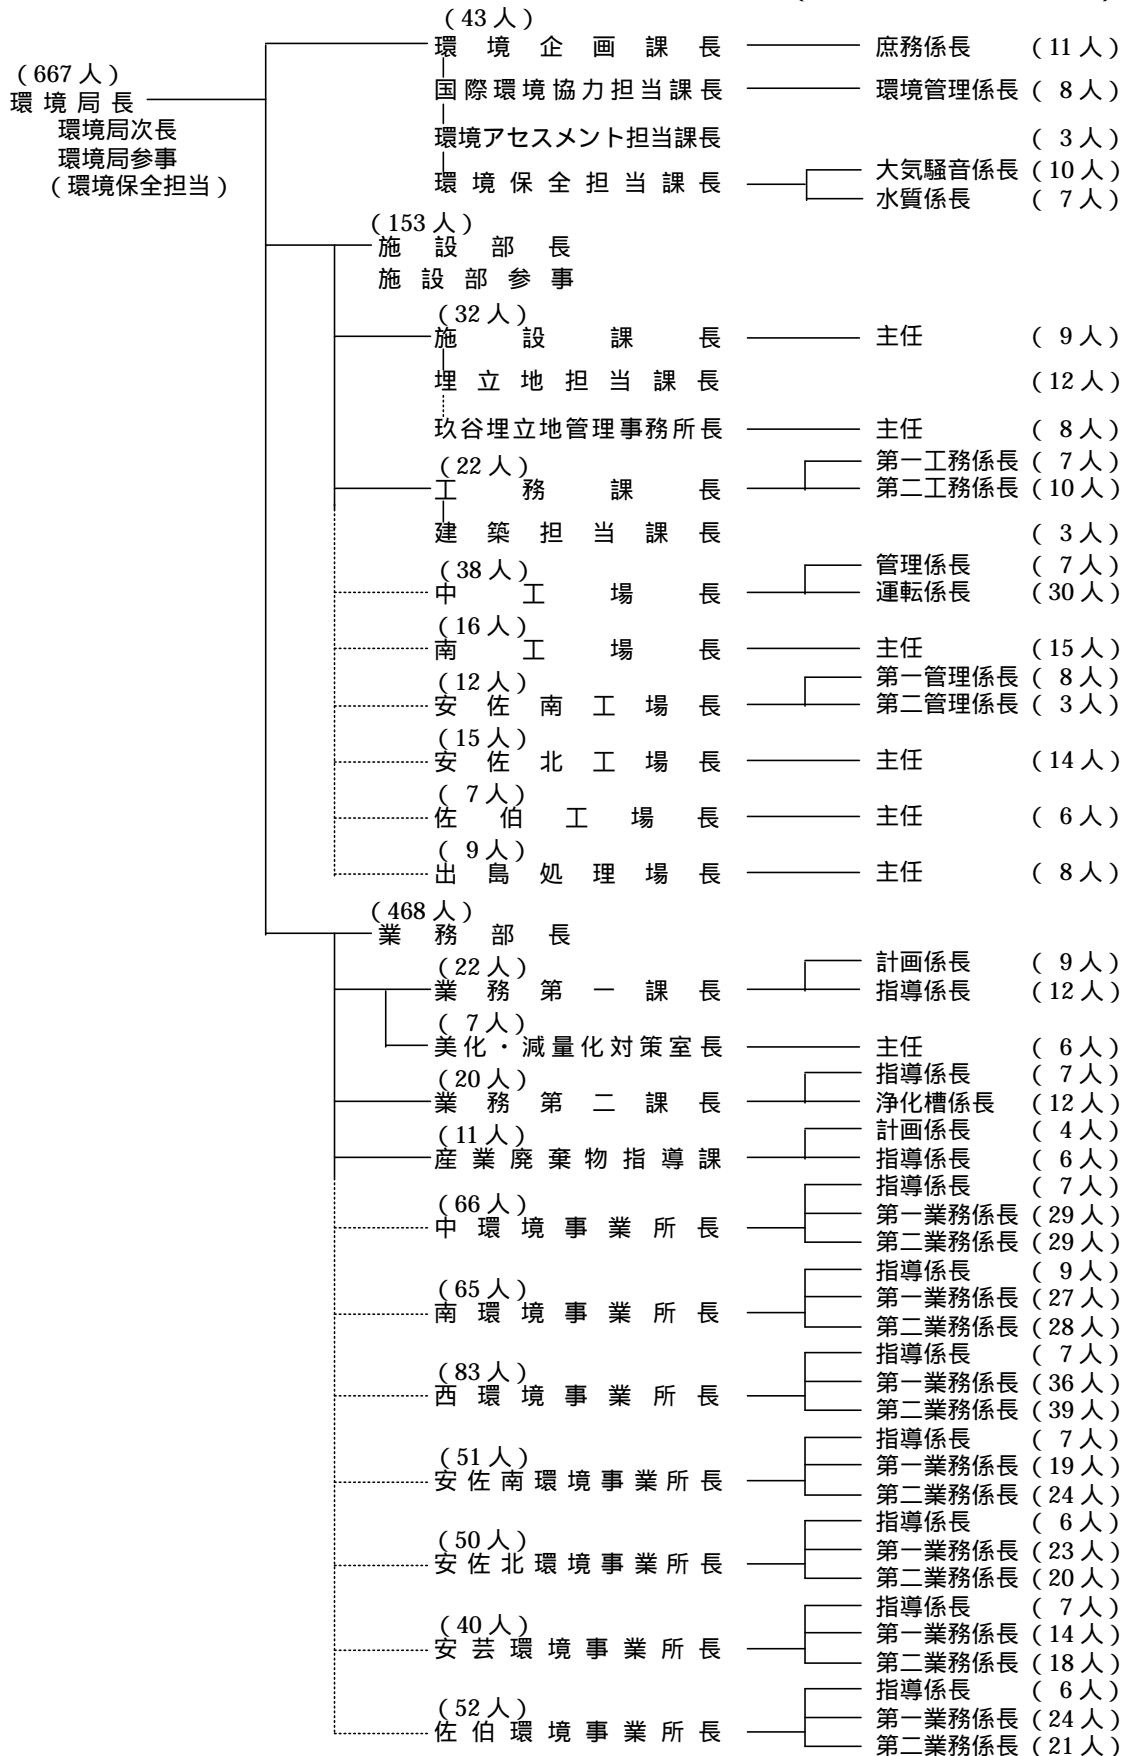 (43人)
環境企画課長 庶務係長 (11人)
(667人)
環境局長
国際環境協力担当課長 環境管理係長 (8人)
環境局次長
環境アセスメント担当課長 (3人)
環境局参事
(環境保全担当)
環境保全担当課長 大気騒音係長 (10人)
水質係長 (7人)
(153人)
施設部長
施設部参事
(32人)
施設課長 主任 (9人)
埋立地担当課長 (12人)
玖谷埋立地管理事務所長 主任 (8人)
(22人) 第一工務係長 (7人)
工務課長 第二工務係長 (10人)
建築担当課長 (3人)
(38人) 管理係長 (7人)
中工場長 運転係長 (30人)
(16人)
南工場長 主任 (15人)
(12人) 第一管理係長 (8人)
安佐南工場長 第二管理係長 (3人)
(15人)
安佐北工場長 主任 (14人)
(7人)
佐伯工場長 主任 (6人)
(9人)
出島処理場長 主任 (8人)
(468人)
業務部長
(22人) 計画係長 (9人)
業務第一課長 指導係長 (12人)
(7人)
美化・減量化対策室長 主任 (6人)
(20人) 指導係長 (7人)
業務第二課長 浄化槽係長 (12人)
(11人) 計画係長 (4人)
産業廃棄物指導課 指導係長 (6人)
指導係長 (7人)
(66人) 第一業務係長 (29人)
中環境事業所長 第二業務係長 (29人)
指導係長 (9人)
(65人) 第一業務係長 (27人)
南環境事業所長 第二業務係長 (28人)
指導係長 (7人)
(83人) 第一業務係長 (36人)
西環境事業所長 第二業務係長 (39人)
指導係長 (7人)
(51人) 第一業務係長 (19人)
安佐南環境事業所長 第二業務係長 (24人)
指導係長 (6人)
(50人) 第一業務係長 (23人)
安佐北環境事業所長 第二業務係長 (20人)
指導係長 (7人)
(40人) 第一業務係長 (14人)
安芸環境事業所長 第二業務係長 (18人)
指導係長 (6人)
(52人) 第一業務係長 (24人)
佐伯環境事業所長 第二業務係長 (21人)